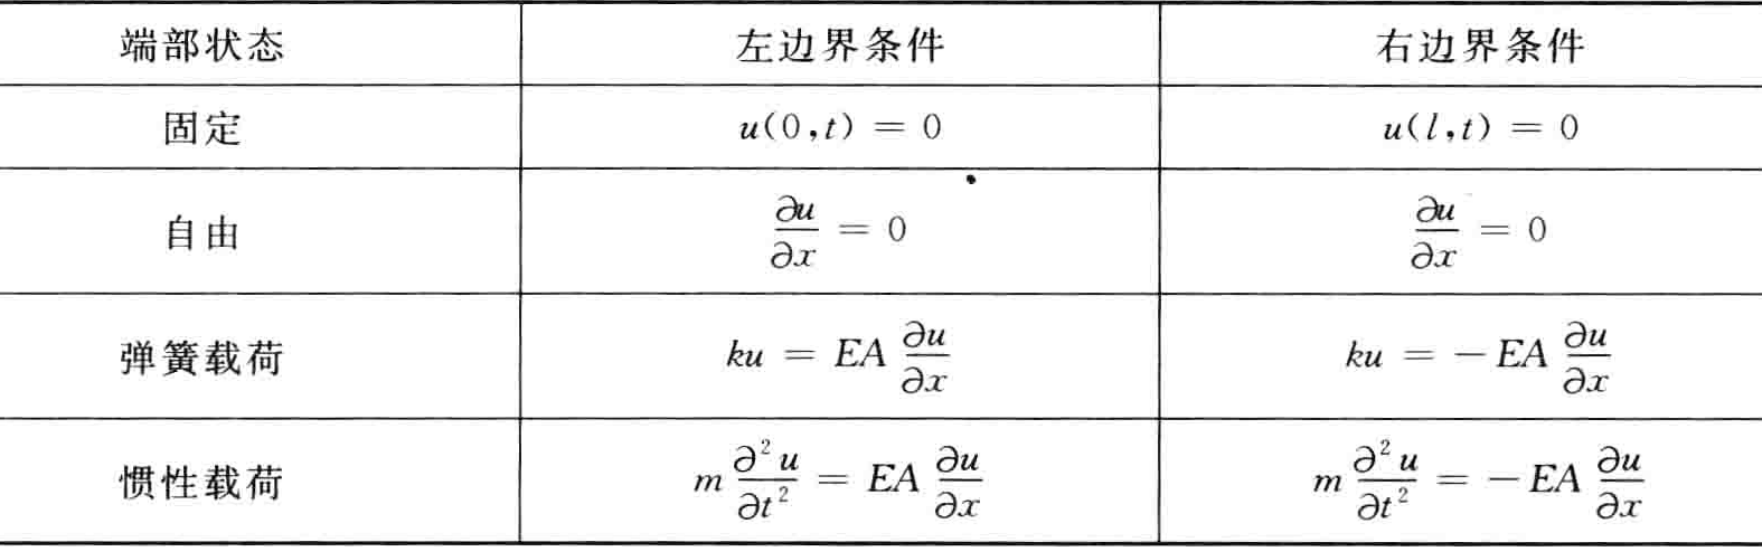 端部状态 左边界条件 右边界条件
固定 u(0,t) = 0 u(l,t) = 0
自由 ∂u/∂x = 0 ∂u/∂x = 0
弹簧载荷 ku = EA ∂u/∂x ku = －EA ∂u/∂x
惯性载荷 m ∂²u/∂t² = EA ∂u/∂x m ∂²u/∂t² = －EA ∂u/∂x